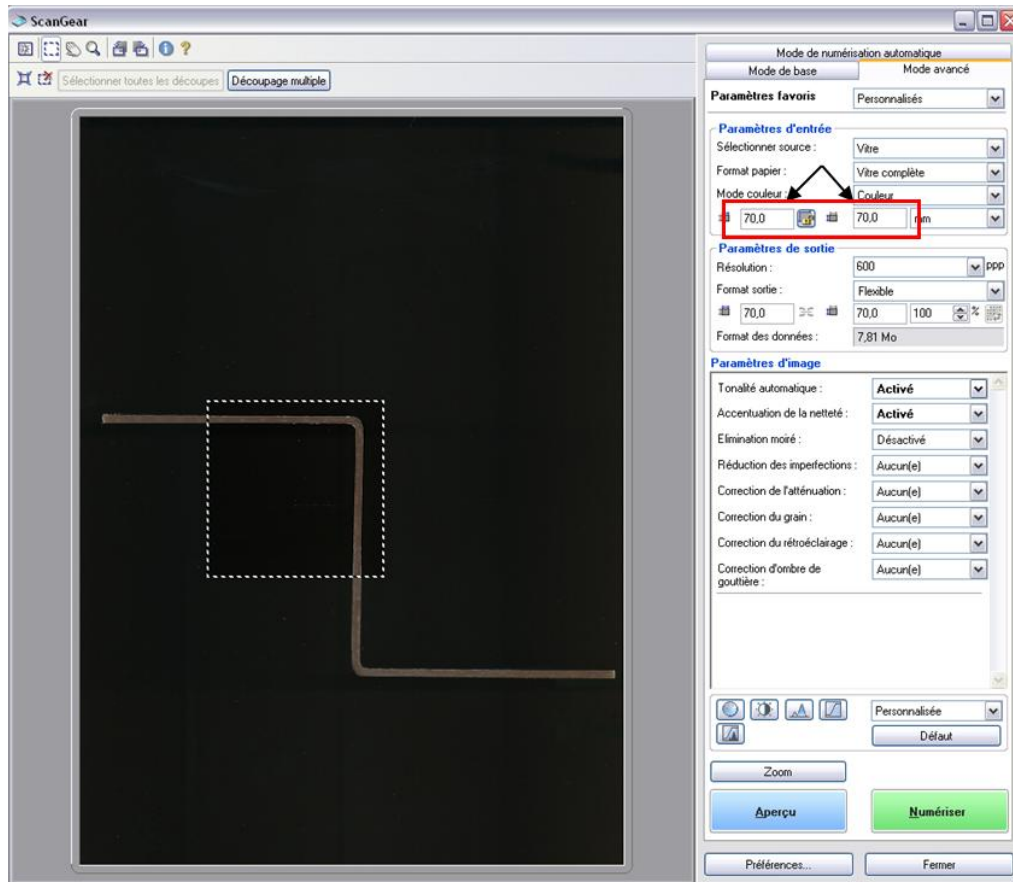 ScanGear
Sélectionner toutes les découpes Découpage multiple
Mode de numérisation automatique
Mode de base Mode avancé
Paramètres favoris Personnalisés
Paramètres d'entrée
Sélectionner source : Vitre
Format papier : Vitre complète
Mode couleur : Couleur
70,0 70,0 mm
Paramètres de sortie
Résolution : 600 PPP
Format sortie : Flexible
70,0 70,0 100 %
Format des données : 7,81 Mo
Paramètres d'image
Tonalité automatique : Activé
Accentuation de la netteté : Activé
Elimination moiré : Désactivé
Réduction des imperfections : Aucun(e)
Correction de l'atténuation : Aucun(e)
Correction du grain : Aucun(e)
Correction du rétroéclairage : Aucun(e)
Correction d'ombre de gouttière : Aucun(e)
Personnalisée
Défaut
Zoom
Aperçu Numériser
Préférences... Fermer